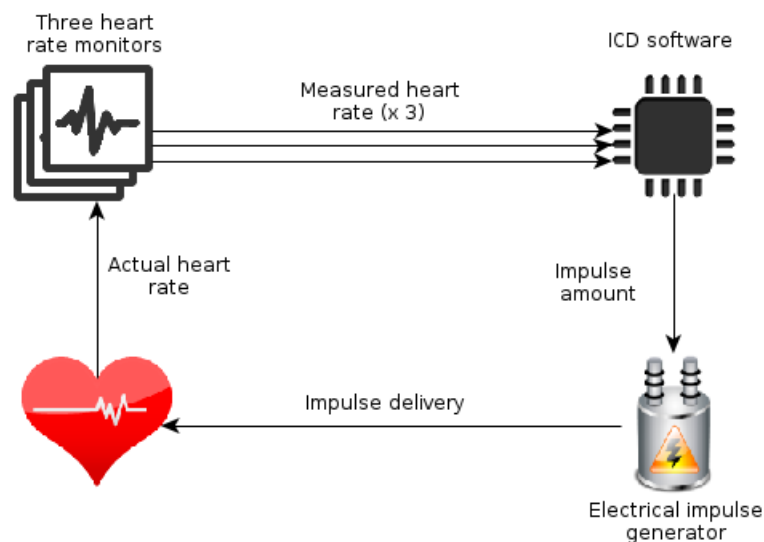 Three heart
rate monitors
ICD software
Measured heart
rate (x 3)
Actual heart
rate
Impulse
amount
Impulse delivery
Electrical impulse
generator